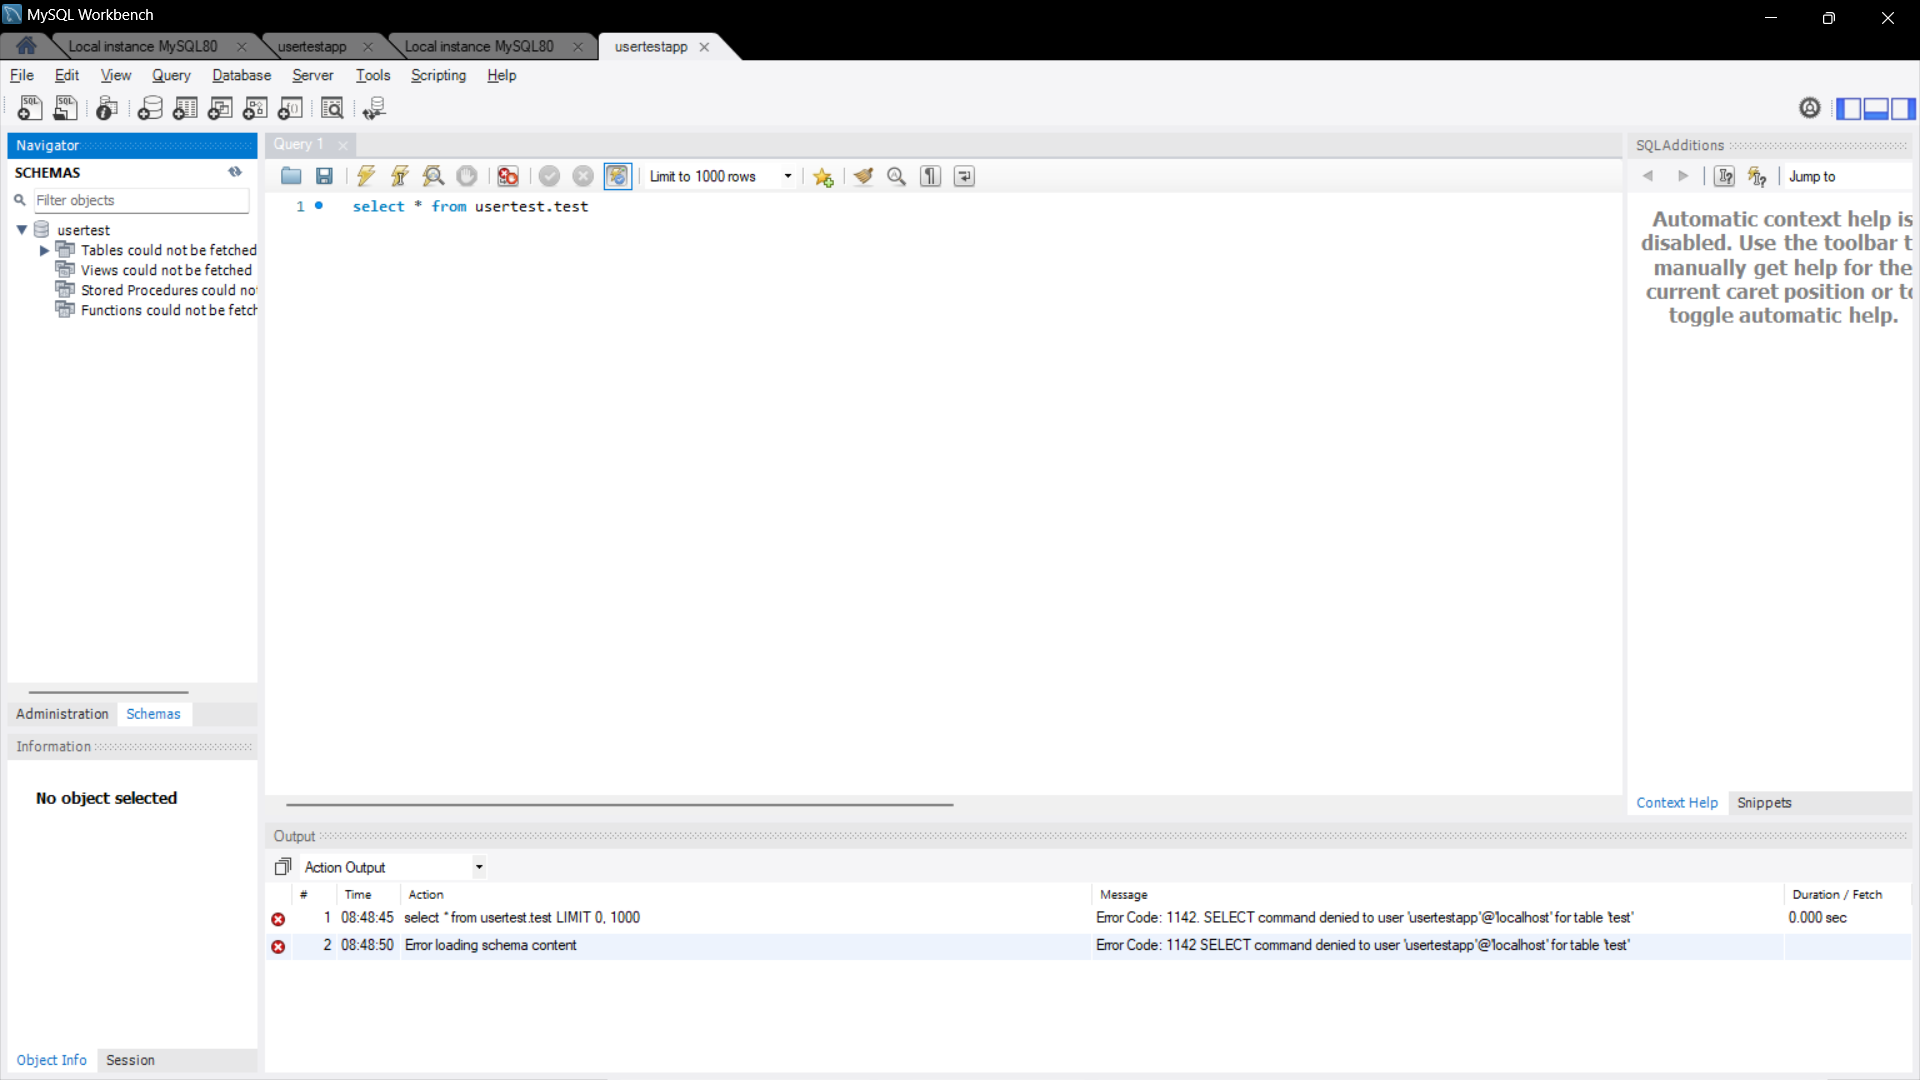 MySQL Workbench
Local instance MySQL80
usertestapp
Local instance MySQL80
usertestapp
File Edit View Query Database Server Tools Scripting Help
Navigator
SCHEMAS
Filter objects
usertest
Tables could not be fetched
Views could not be fetched
Stored Procedures could not
Functions could not be fetch
Administration Schemas
Information
No object selected
Object Info Session
Query 1
Limit to 1000 rows
1 select * from usertest.test
SQLAdditions
Jump to
Automatic context help is
disabled. Use the toolbar t
manually get help for the
current caret position or to
toggle automatic help.
Context Help Snippets
Output
Action Output
# Time Action Message Duration / Fetch
1 08:48:45 select * from usertest.test LIMIT 0, 1000 Error Code: 1142. SELECT command denied to user 'usertestapp'@'localhost' for table 'test' 0.000 sec
2 08:48:50 Error loading schema content Error Code: 1142 SELECT command denied to user 'usertestapp'@'localhost' for table 'test'